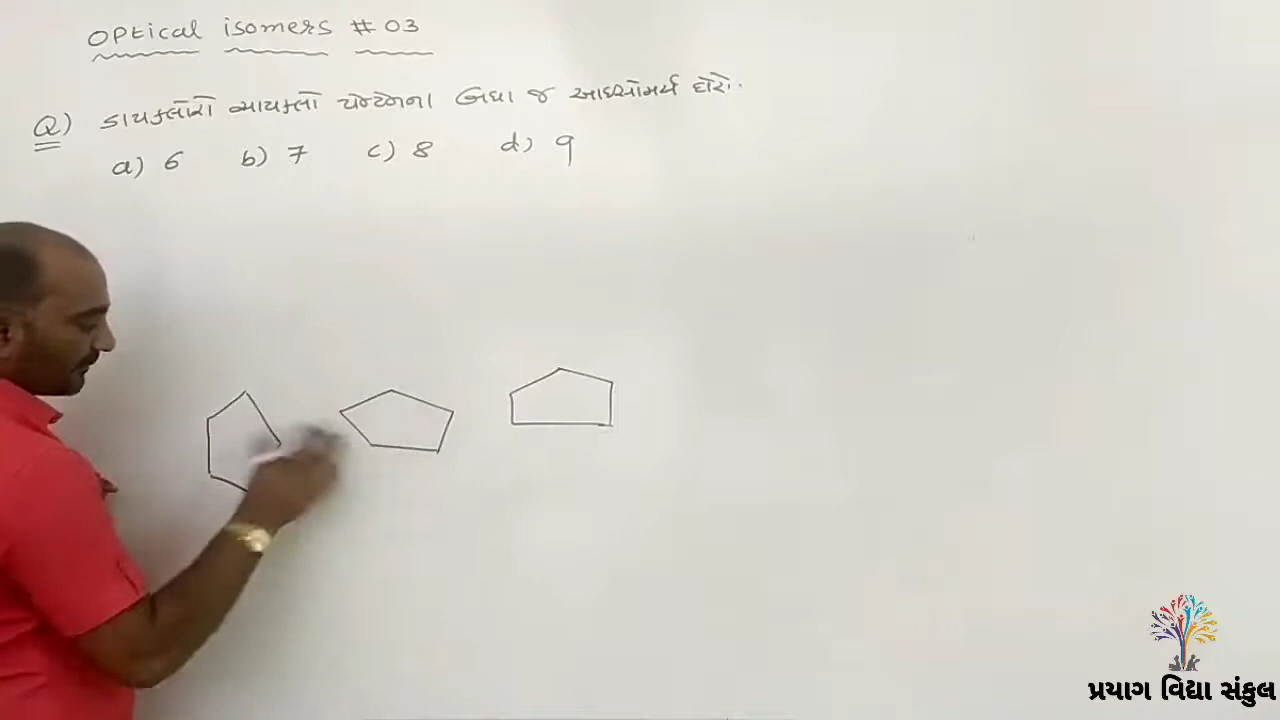 Optical isomers # 03
Q) ડાયક્લોરો સાયક્લો પેન્ટેનના બધા જ આઇસોમર્સ દોરો.
a) 6 b) 7 c) 8 d) 9
પ્રયાગ વિદ્યા સંકુલ